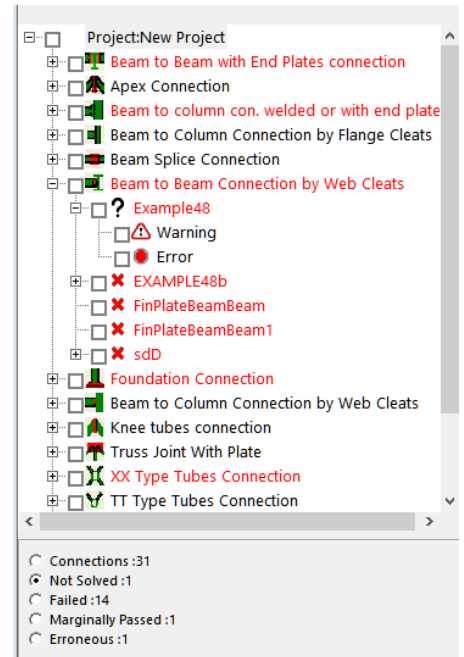 Project:New Project
Beam to Beam with End Plates connection
Apex Connection
Beam to column con. welded or with end plate
Beam to Column Connection by Flange Cleats
Beam Splice Connection
Beam to Beam Connection by Web Cleats
? Example48
Warning
Error
EXAMPLE48b
FinPlateBeamBeam
FinPlateBeamBeam1
sdD
Foundation Connection
Beam to Column Connection by Web Cleats
Knee tubes connection
Truss Joint With Plate
XX Type Tubes Connection
TT Type Tubes Connection
Connections :31
Not Solved :1
Failed :14
Marginally Passed :1
Erroneous :1